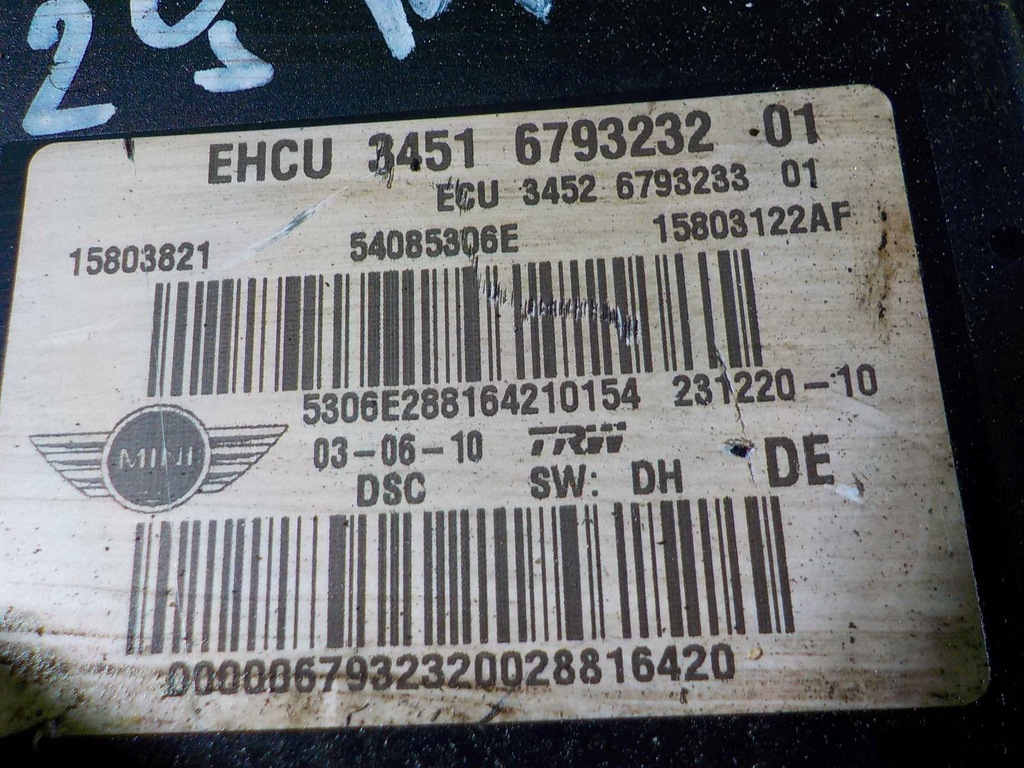 EHCU 3451 6793232 01
ECU 3452 6793233 01
15803821 54085306E 15803122AF
5306E288164210154 231220-10
MINI 03-06-10 TRW DE
DSC SW: DH
0000067932320028816420